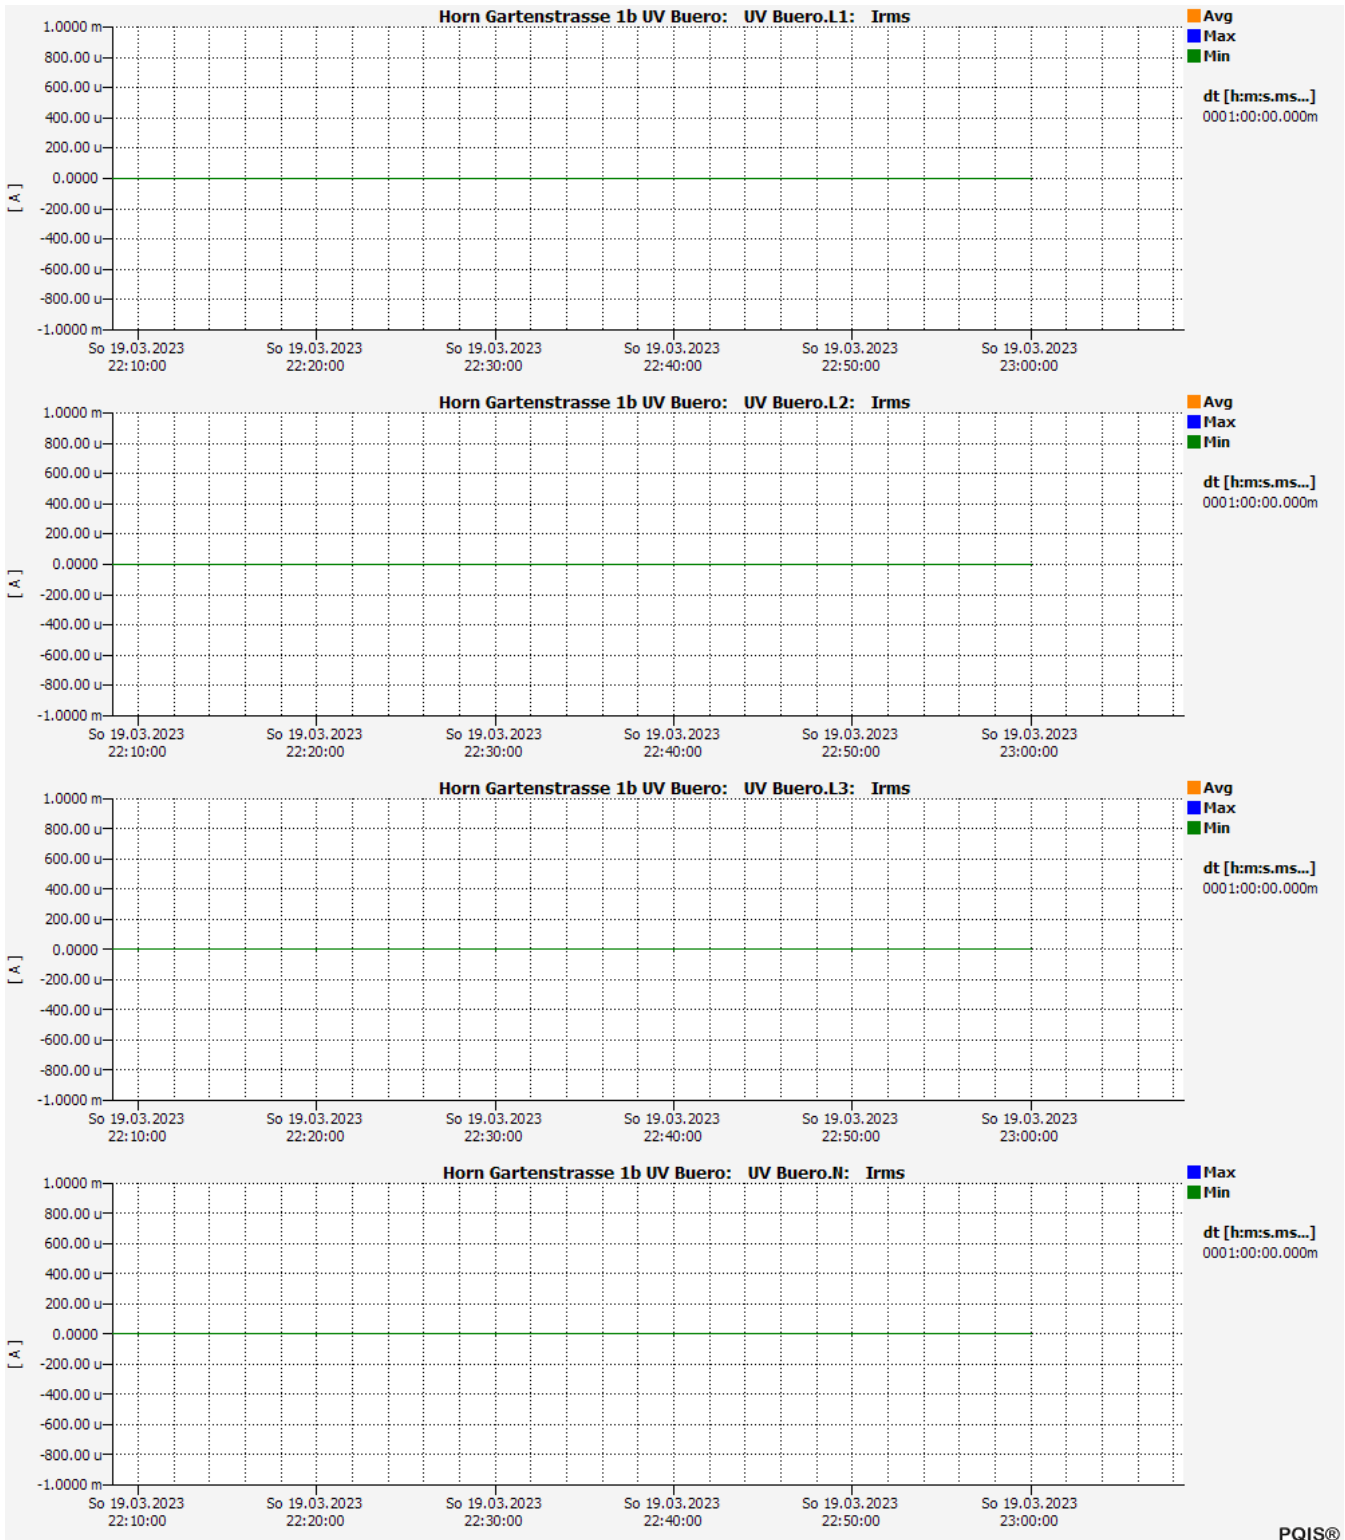 Horn Gartenstrasse 1b UV Buero: UV Buero.L1: Irms
Avg
Max
Min
dt [h:m:s.ms...]
0001:00:00.000m
1.0000 m
800.00 u
600.00 u
400.00 u
200.00 u
0.0000
-200.00 u
-400.00 u
-600.00 u
-800.00 u
-1.0000 m
[ A ]
So 19.03.2023 So 19.03.2023 So 19.03.2023 So 19.03.2023 So 19.03.2023 So 19.03.2023
22:10:00 22:20:00 22:30:00 22:40:00 22:50:00 23:00:00
Horn Gartenstrasse 1b UV Buero: UV Buero.L2: Irms
Avg
Max
Min
dt [h:m:s.ms...]
0001:00:00.000m
1.0000 m
800.00 u
600.00 u
400.00 u
200.00 u
0.0000
-200.00 u
-400.00 u
-600.00 u
-800.00 u
-1.0000 m
[ A ]
So 19.03.2023 So 19.03.2023 So 19.03.2023 So 19.03.2023 So 19.03.2023 So 19.03.2023
22:10:00 22:20:00 22:30:00 22:40:00 22:50:00 23:00:00
Horn Gartenstrasse 1b UV Buero: UV Buero.L3: Irms
Avg
Max
Min
dt [h:m:s.ms...]
0001:00:00.000m
1.0000 m
800.00 u
600.00 u
400.00 u
200.00 u
0.0000
-200.00 u
-400.00 u
-600.00 u
-800.00 u
-1.0000 m
[ A ]
So 19.03.2023 So 19.03.2023 So 19.03.2023 So 19.03.2023 So 19.03.2023 So 19.03.2023
22:10:00 22:20:00 22:30:00 22:40:00 22:50:00 23:00:00
Horn Gartenstrasse 1b UV Buero: UV Buero.N: Irms
Max
Min
dt [h:m:s.ms...]
0001:00:00.000m
1.0000 m
800.00 u
600.00 u
400.00 u
200.00 u
0.0000
-200.00 u
-400.00 u
-600.00 u
-800.00 u
-1.0000 m
[ A ]
So 19.03.2023 So 19.03.2023 So 19.03.2023 So 19.03.2023 So 19.03.2023 So 19.03.2023
22:10:00 22:20:00 22:30:00 22:40:00 22:50:00 23:00:00
PQIS®